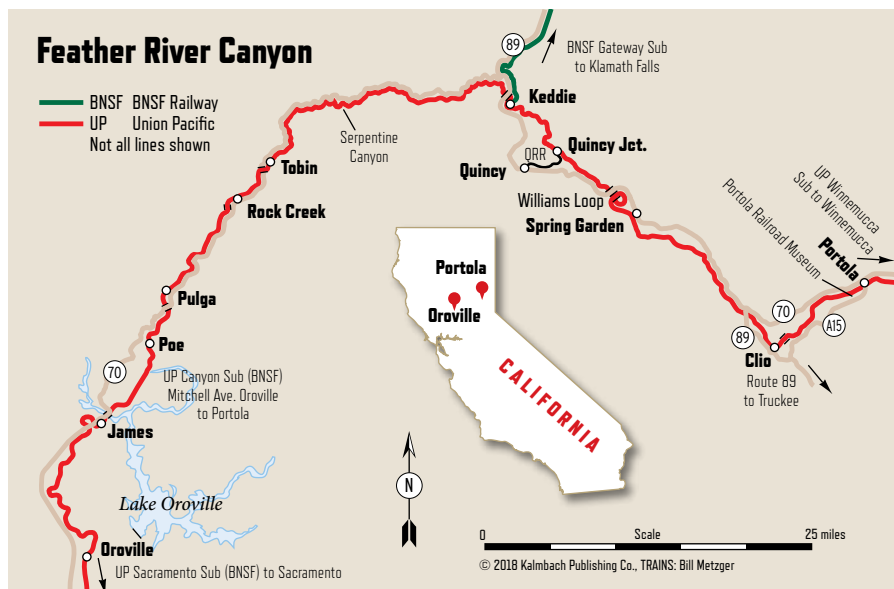 Feather River Canyon
BNSF BNSF Railway
UP Union Pacific
Not all lines shown
89
BNSF Gateway Sub
to Klamath Falls
Keddie
Serpentine
Canyon
Quincy Jct.
QRR
Quincy
Tobin
Rock Creek
Williams Loop
Spring Garden
UP Winnemucca
Sub to Winnemucca
Portola Railroad Museum
Portola
Pulga
Poe
70
UP Canyon Sub (BNSF)
Mitchell Ave. Oroville
to Portola
James
Lake Oroville
Oroville
UP Sacramento Sub (BNSF) to Sacramento
Portola
Oroville
CALIFORNIA
70
A15
89
Clio
Route 89
to Truckee
N
0 Scale 25 miles
© 2018 Kalmbach Publishing Co., TRAINS: Bill Metzger